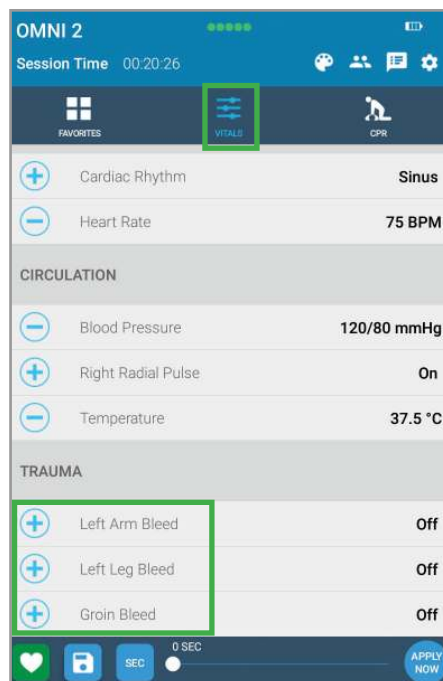 OMNI 2
Session Time 00:20:26
FAVORITES VITALS CPR
Cardiac Rhythm Sinus
Heart Rate 75 BPM
CIRCULATION
Blood Pressure 120/80 mmHg
Right Radial Pulse On
Temperature 37.5 °C
TRAUMA
Left Arm Bleed Off
Left Leg Bleed Off
Groin Bleed Off
0 SEC
SEC APPLY
NOW